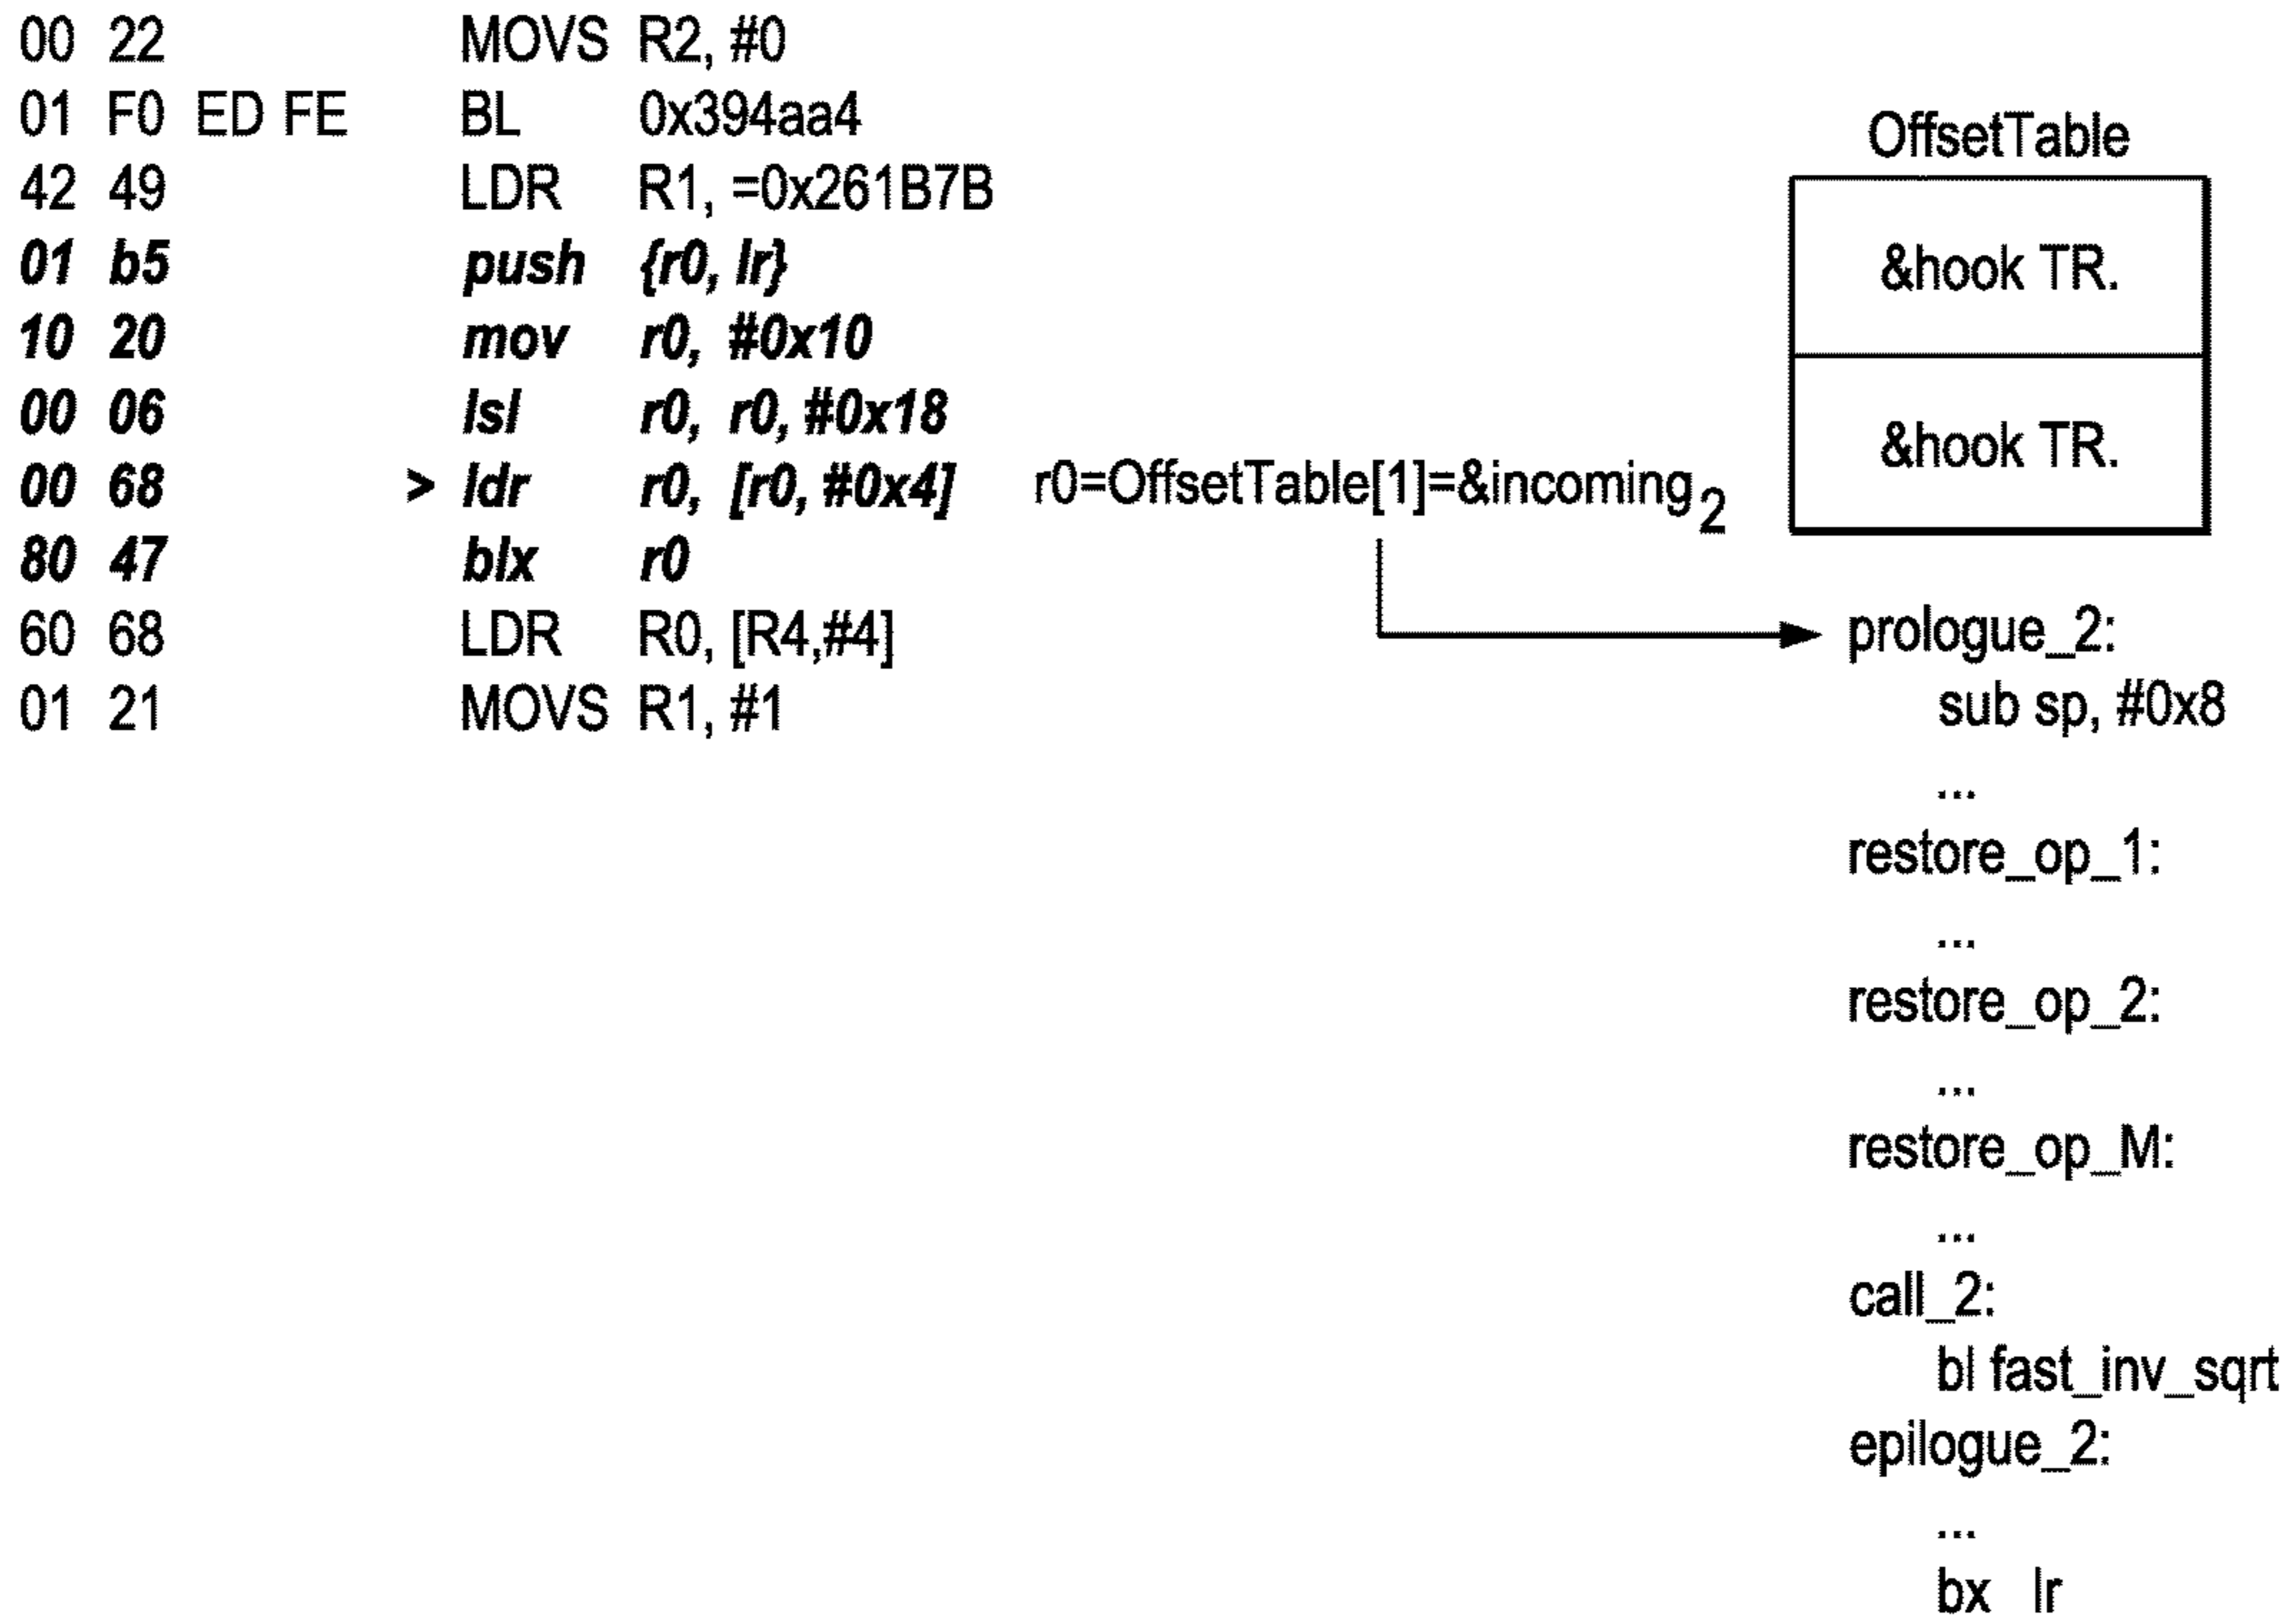 00 22 MOVS R2, #0
01 F0 ED FE BL 0x394aa4
42 49 LDR R1, =0x261B7B
01 b5 push {r0, lr}
10 20 mov r0, #0x10
00 06 lsl r0, r0, #0x18
00 68 > ldr r0, [r0, #0x4] r0=OffsetTable[1]=&incoming2
80 47 blx r0
60 68 LDR R0, [R4,#4]
01 21 MOVS R1, #1
OffsetTable
&hook TR.
&hook TR.
prologue_2:
sub sp, #0x8
...
restore_op_1:
...
restore_op_2:
...
restore_op_M:
...
call_2:
bl fast_inv_sqrt
epilogue_2:
...
bx lr